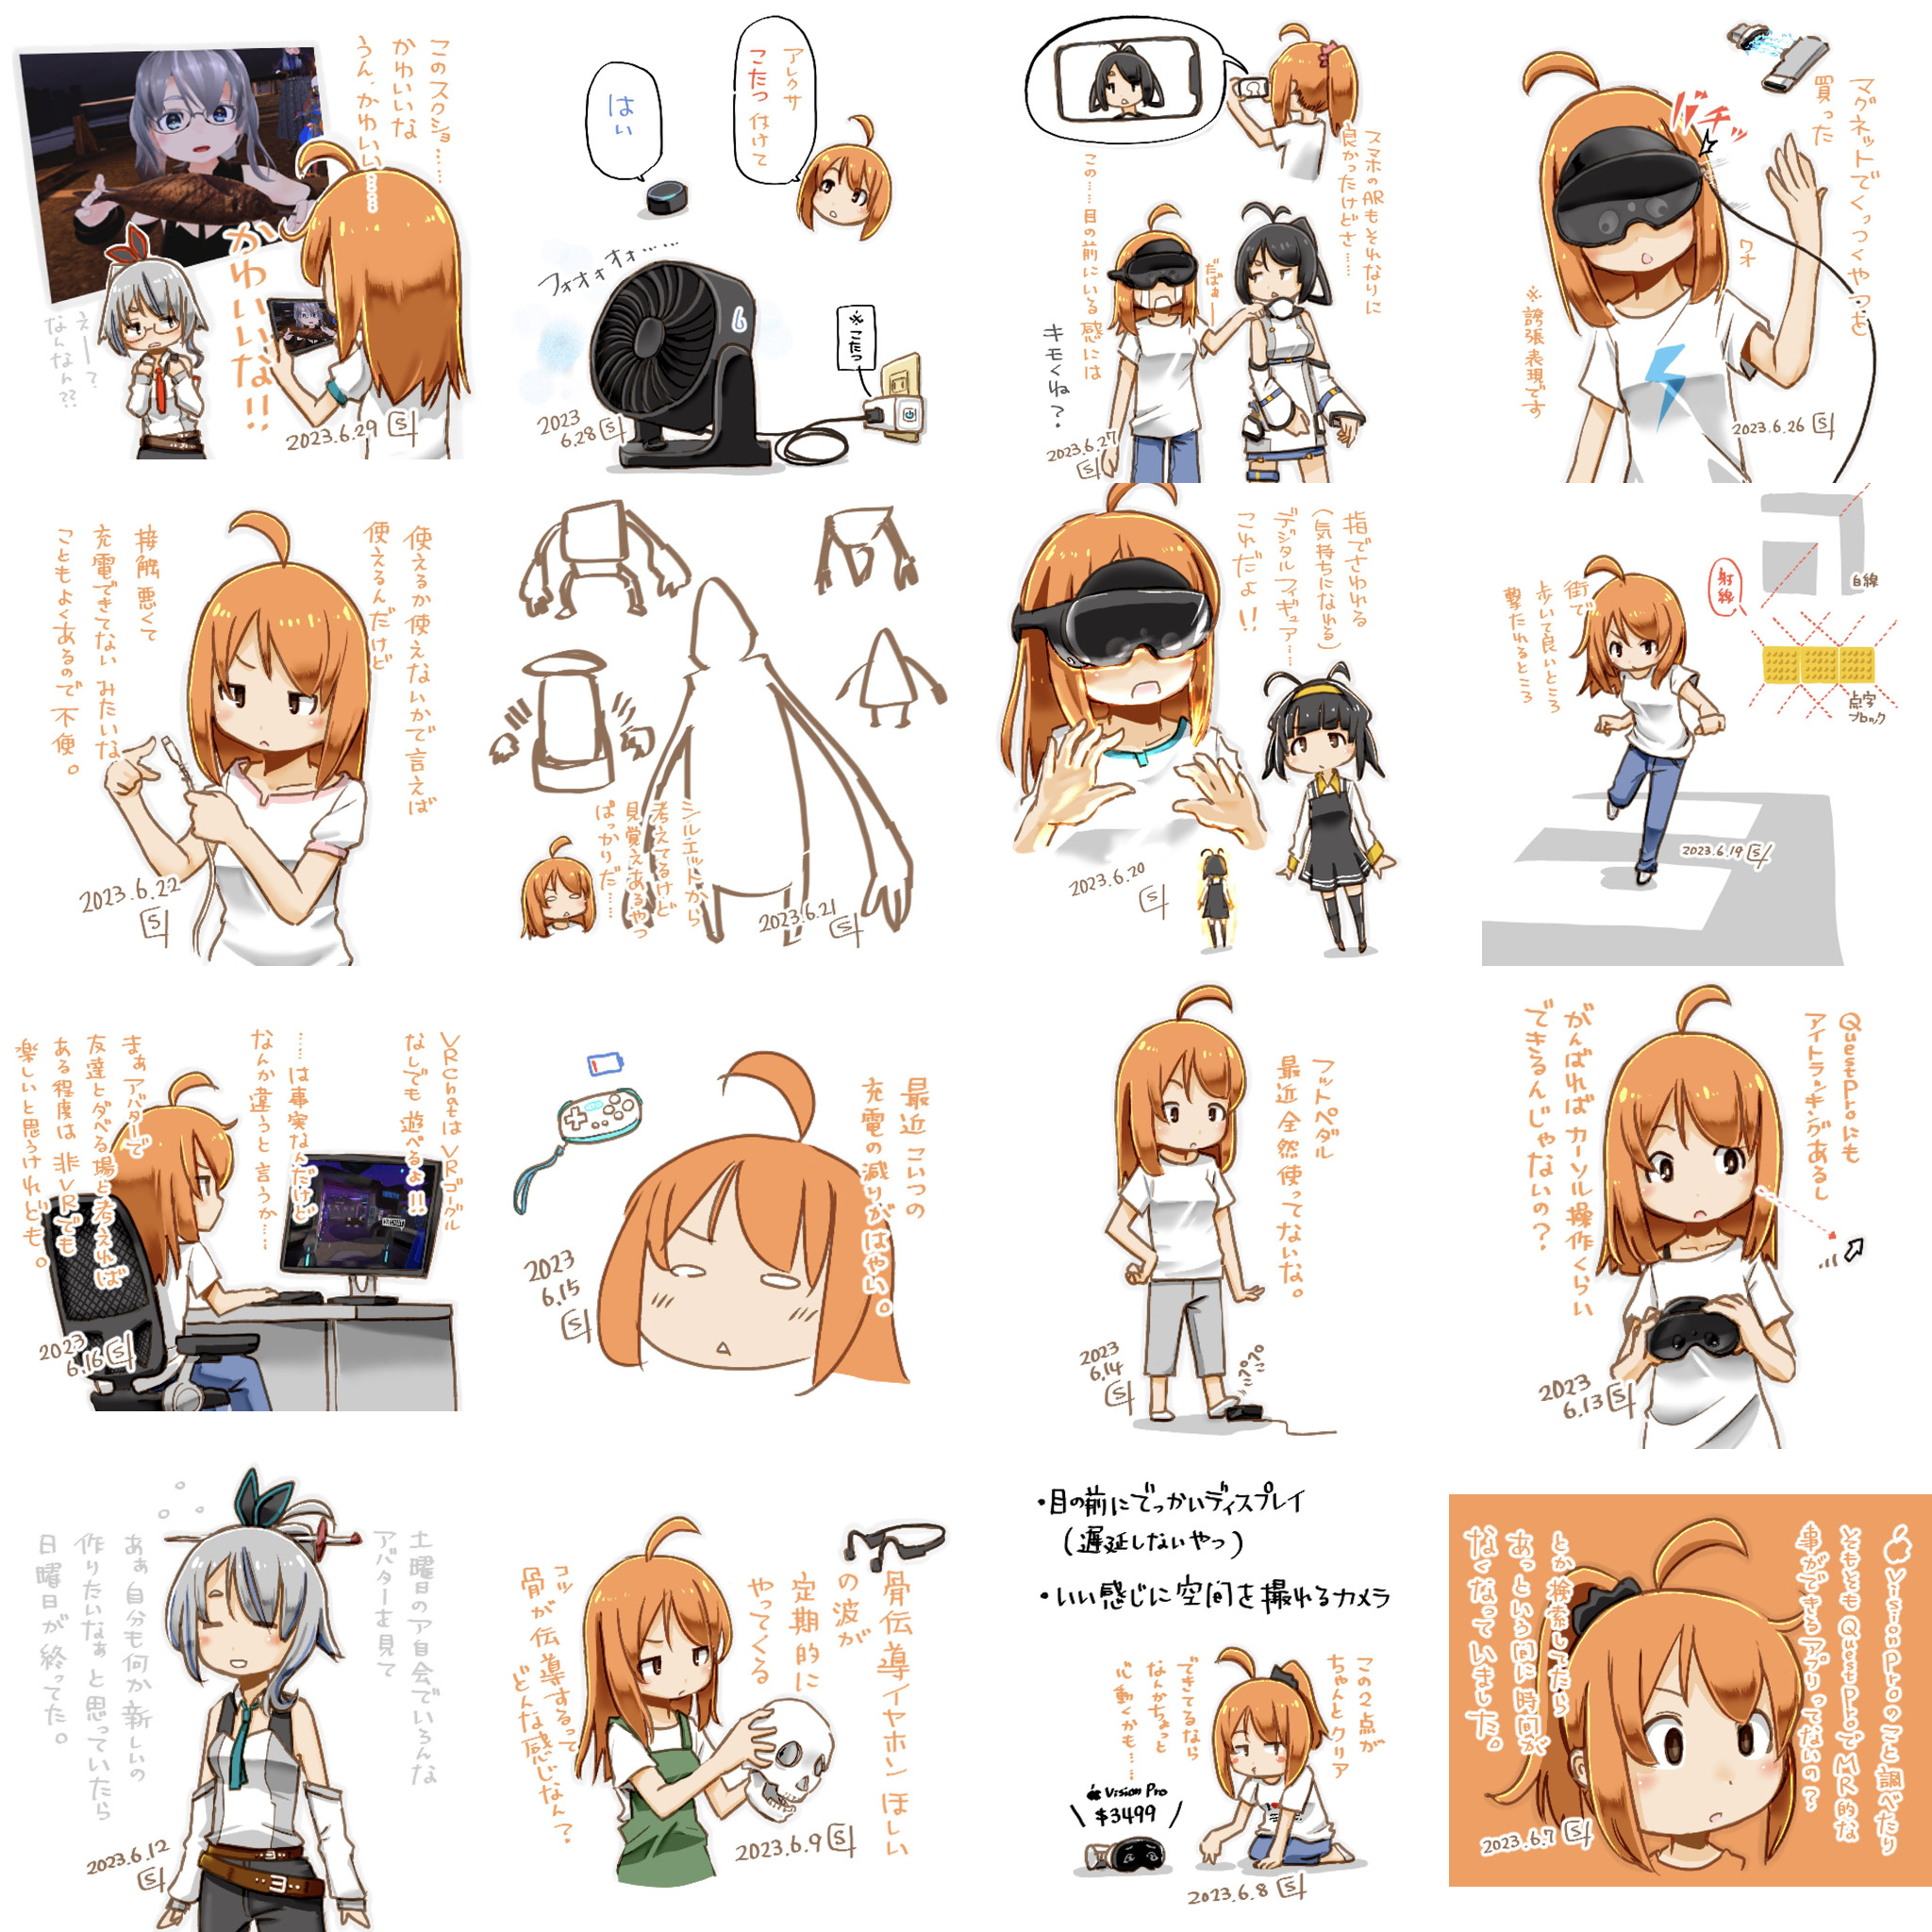 このスクショ……
かわいいな
うん、かわいい……
かわいいな!!
えー?
なんなん??
2023.6.29
アレクサ
こたつ 付けて
はい
フォオォオォ……
※こたつ
2023
6.28
スマホのARもそれなりに
良かったけどさ……
この……目の前にいる感には
だばぁー
キモくね?
2023.6.27
マグネットでくっつくやつを
買った
バチッ
ワオ
※誇張表現です
2023.6.26
使えるか使えないかで言えば
使えるんだけど
接触悪くて
充電できてない みたいな
こともよくあるので不便。
2023.6.22
シルエットから
考えてるけど
見覚えあるやつ
ばっかりだ……
2023.6.21
指でさわれる
(気持ちになれる)
デジタルフィギュア……
これだよ!!
2023.6.20
白線
射線
点字
ブロック
街で
歩いて良いところ
撃たれるところ
2023.6.19
VRChatはVRゴーグル
なしでも遊べるよ!!
……は事実なんだけど
なんか違うと言うか……
まぁアバターで
友達とダベる場と考えれば
ある程度は非VRでも
楽しいと思うけれども。
2023
6.16
最近こいつの
充電の減りがはやい。
2023
6.15
フットペダル
最近全然使ってないな。
2023
6.14
QuestProにも
アイトラッキングあるし
がんばればカーソル操作くらい
できるんじゃないの?
2023
6.13
土曜日のア自会でいろんな
アバターを見て
あぁ自分も何か新しいの
作りたいなぁと思っていたら
日曜日が終ってた。
2023.6.12
骨伝導イヤホンほしい
の波が
定期的に
やってくる
コツ
骨が伝導するって
どんな感じなん?
2023.6.9
・目の前にでっかいディスプレイ
(遅延しないやつ)
・いい感じに空間を撮れるカメラ
この2点が
ちゃんとクリア
できてるなら
なんかちょっと
心動くかも…
Vision Pro
$3499
2023.6.8
VisionProのこと調べたり
そもそもQuestProでMR的な
事ができるアプリってないの?
とか検索してたら
あっという間に時間が
なくなっていました。
2023.6.7